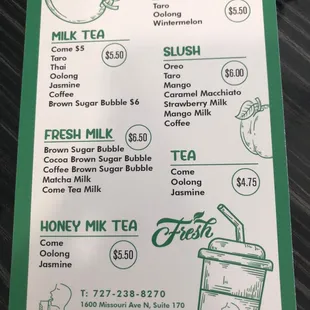 MILK TEA
Come $5
Taro
Thai
Oolong
Jasmine
Coffee
Brown Sugar Bubble $6
$5.50
FRESH MILK
$6.50
Brown Sugar Bubble
Cocoa Brown Sugar Bubble
Coffee Brown Sugar Bubble
Matcha Milk
Come Tea Milk
HONEY MIK TEA
Come
Oolong
Jasmine
$5.50
Taro
Oolong
Wintermelon
$5.50
SLUSH
Oreo
Taro
Mango
Caramel Macchiato
Strawberry Milk
Mango Milk
Coffee
$6.00
TEA
Come
Oolong
Jasmine
$4.75
Fresh
T: 727-238-8270
1600 Missouri Ave N, Suite 170